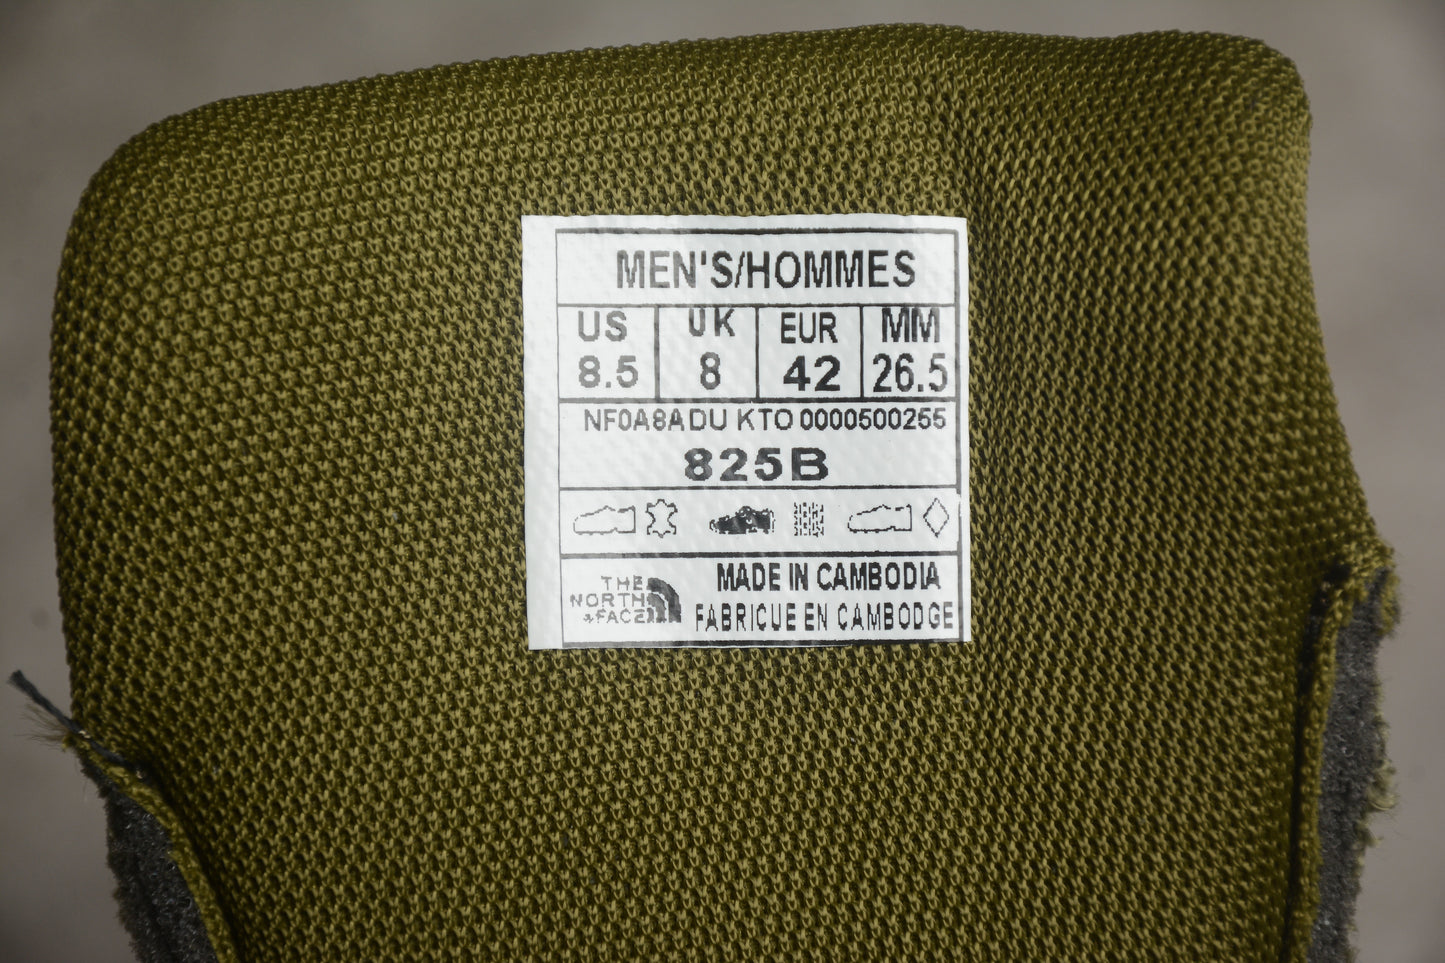 MEN'S/HOMMES
US UK EUR MM
8.5 8 42 26.5
NF0A8ADU KTO 0000500255
825B
THE NORTH FACE
MADE IN CAMBODIA
FABRICUE EN CAMBODGE